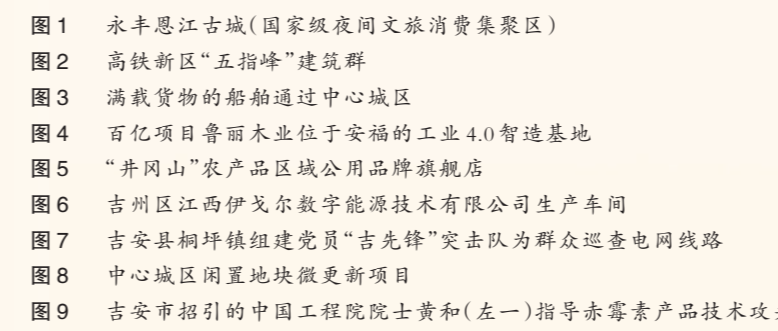 图1 永丰恩江古城(国家级夜间文旅消费集聚区)
图2 高铁新区“五指峰”建筑群
图3 满载货物的船舶通过中心城区
图4 百亿项目鲁丽木业位于安福的工业4.0智造基地
图5 “井冈山”农产品区域公用品牌旗舰店
图6 吉州区江西伊戈尔数字能源技术有限公司生产车间
图7 吉安县桐坪镇组建党员“吉先锋”突击队为群众巡查电网线路
图8 中心城区闲置地块微更新项目
图9 吉安市招引的中国工程院院士黄和(左一)指导赤霉素产品技术攻